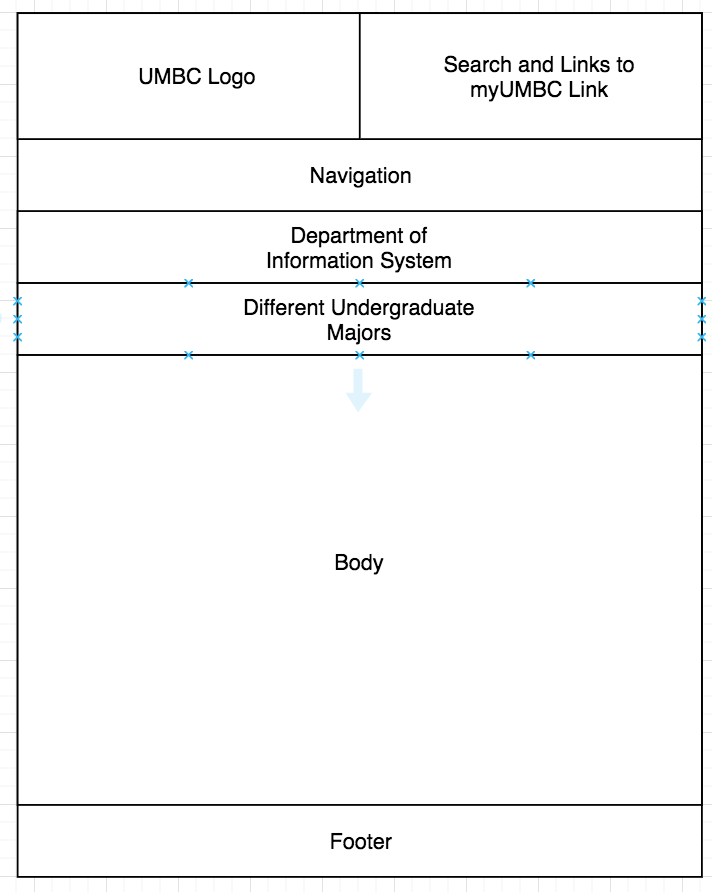 UMBC Logo
Search and Links to
myUMBC Link
Navigation
Department of
Information System
Different Undergraduate
Majors
Body
Footer